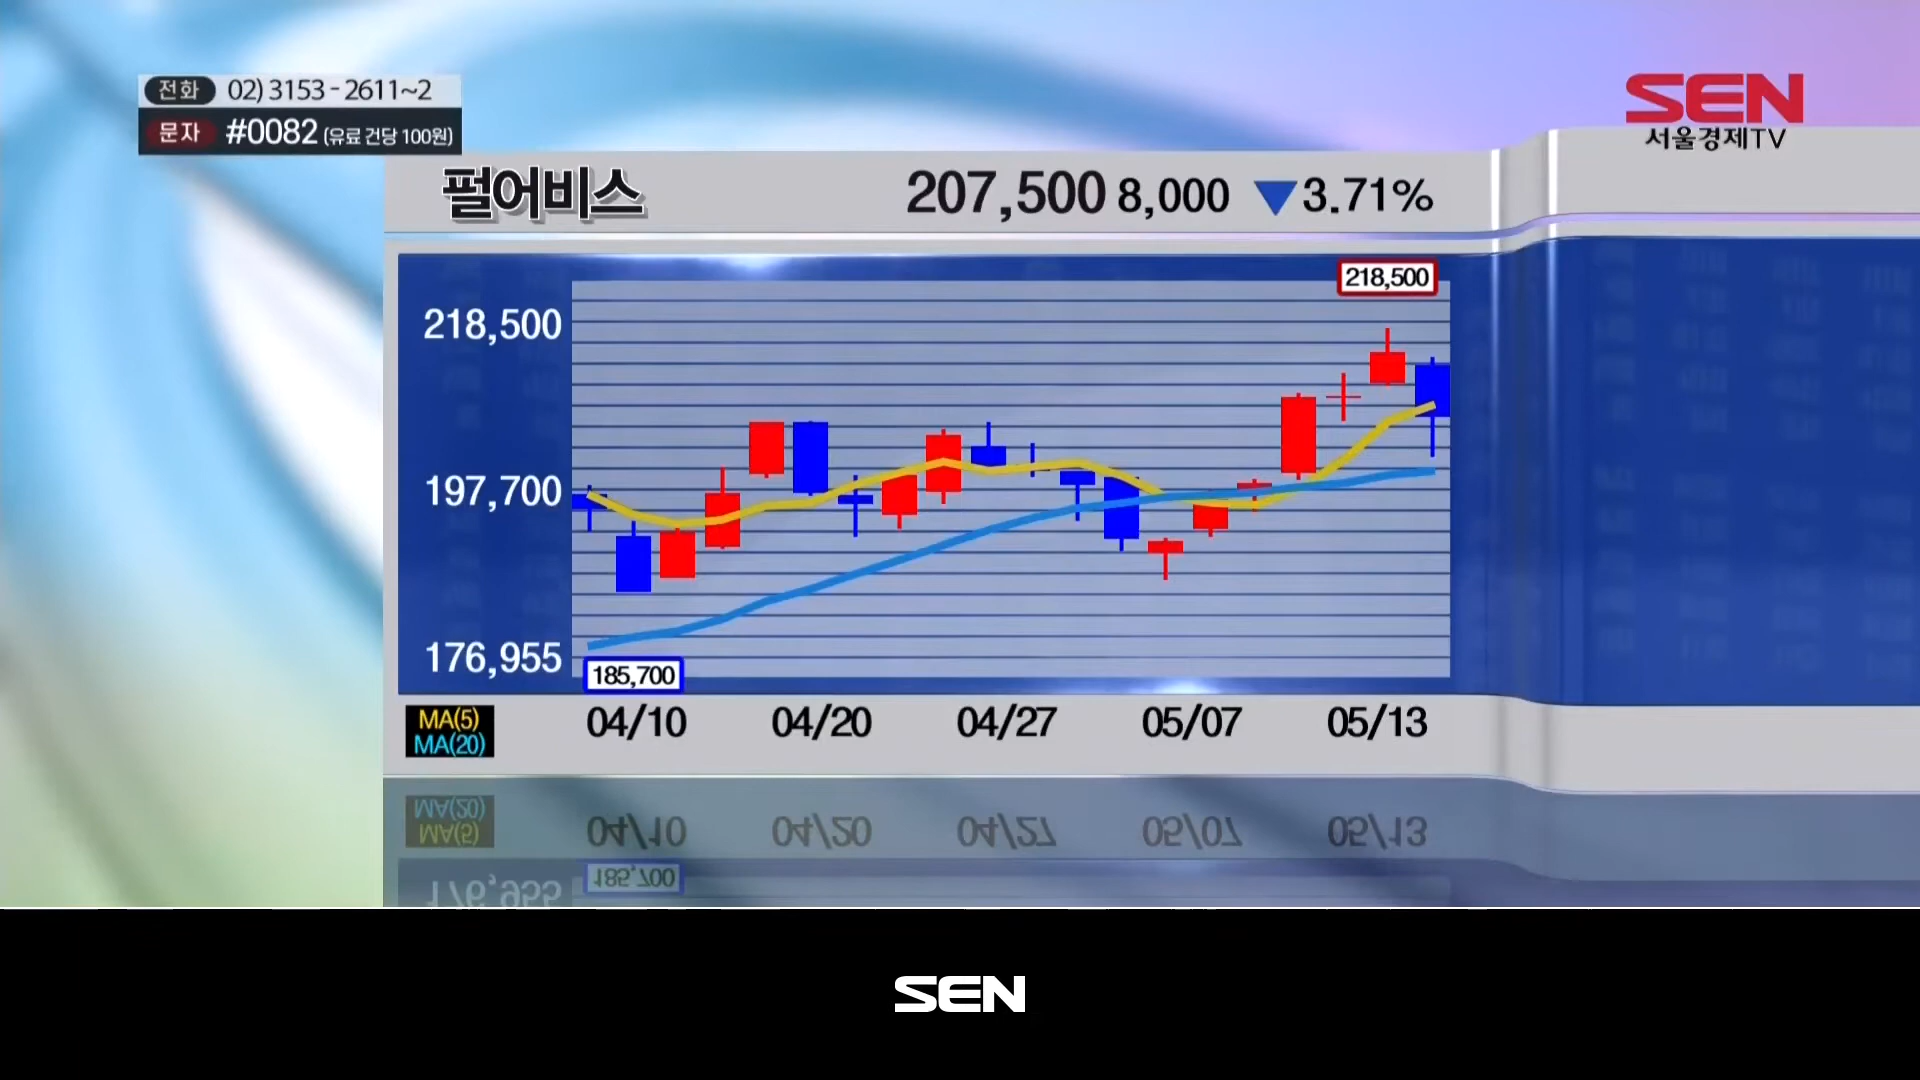 전화 02) 3153 - 2611~2
문자 #0082 (유료 건당 100원)
SEN
서울경제TV
펄어비스 207,500 8,000 ▼3.71%
218,500
218,500
197,700
176,955
185,700
MA(5)
MA(20)
04/10 04/20 04/27 05/07 05/13
SEN